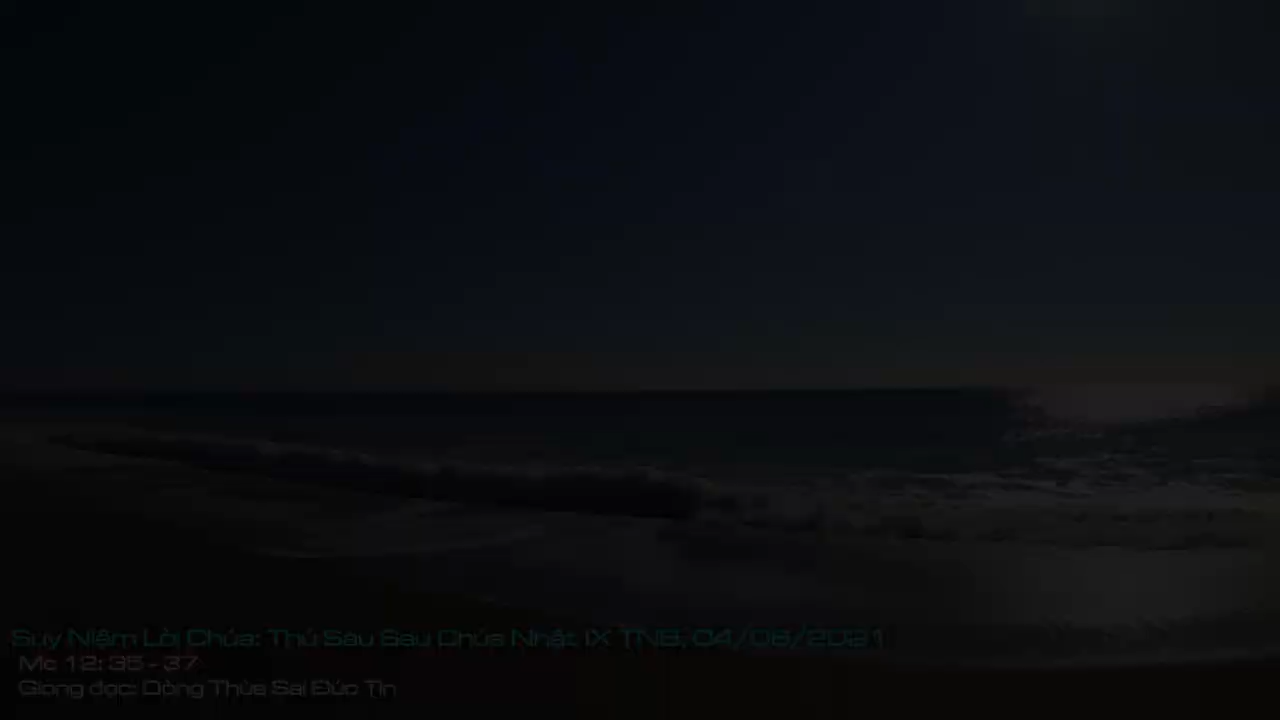 Suy Niệm Lời Chúa: Thứ Sáu Sau Chúa Nhật IX TNB, 04/06/2021
Mc 12: 35 - 37
Giọng đọc: Dòng Thừa Sai Đức Tin